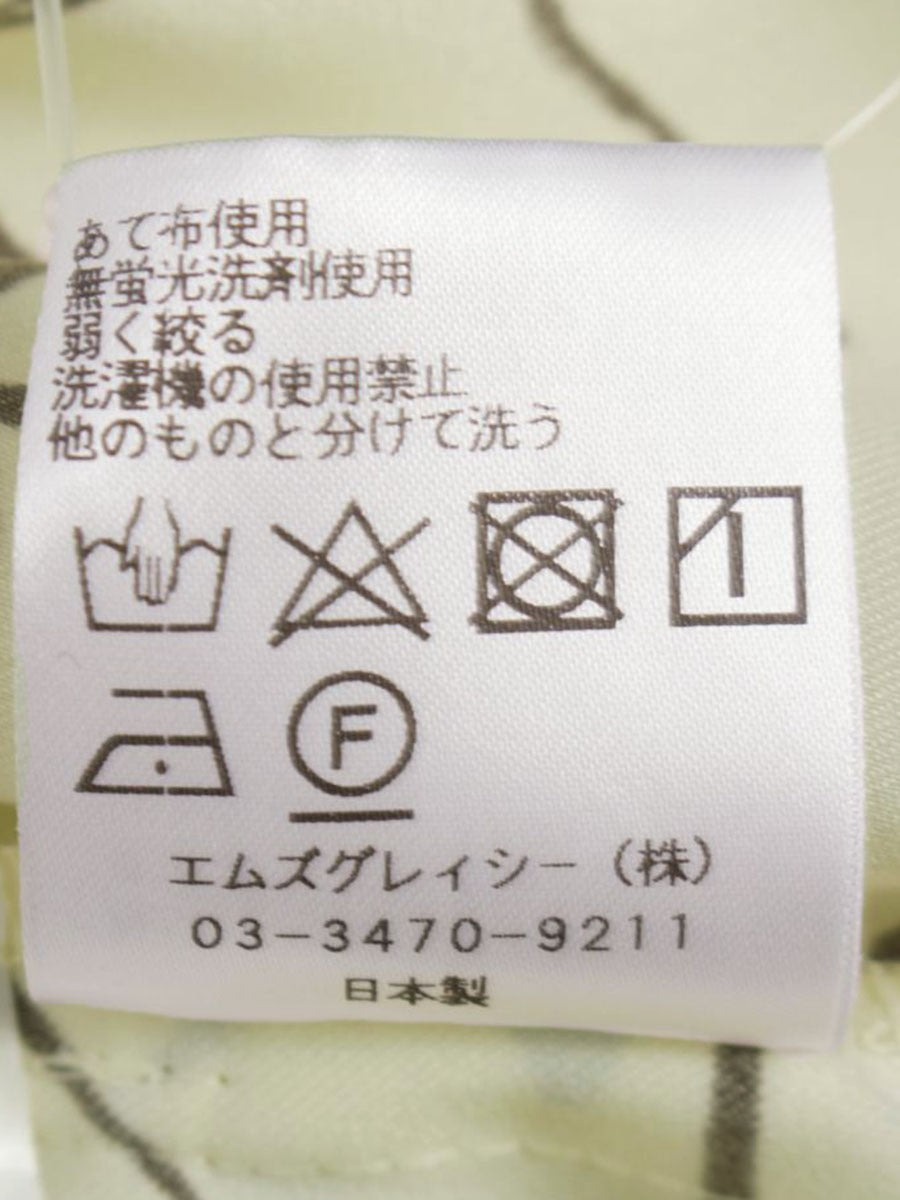 あて布使用
無蛍光洗剤使用
弱く絞る
洗濯機の使用禁止
他のものと分けて洗う
F
エムズグレィシー（株）
03-3470-9211
日本製